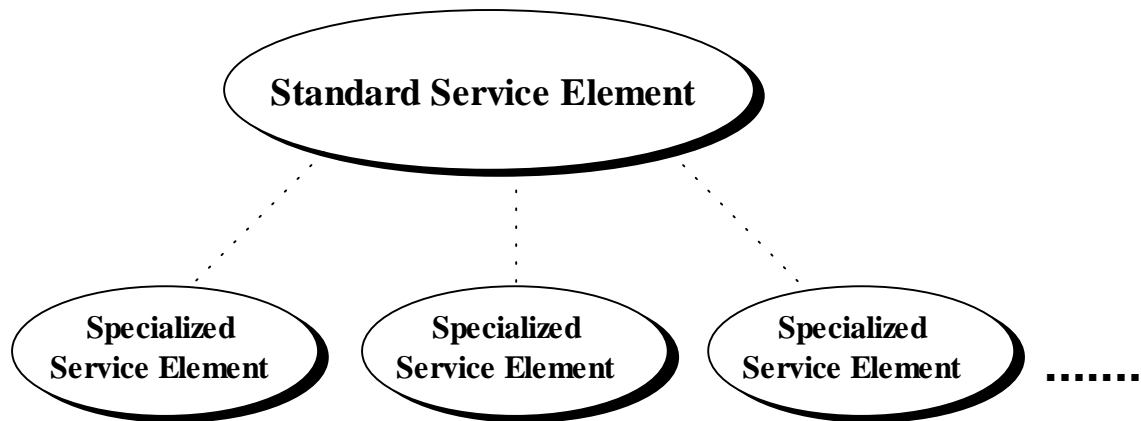 Standard Service Element
Specialized
Service Element
Specialized
Service Element
Specialized
Service Element
.......